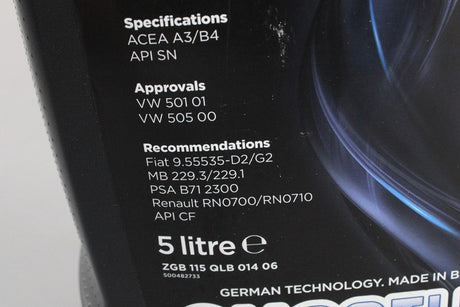 Specifications
ACEA A3/B4
API SN
Approvals
VW 501 01
VW 505 00
Recommendations
Fiat 9.55535-D2/G2
MB 229.3/229.1
PSA B71 2300
Renault RN0700/RN0710
API CF
5 litre ℮
ZGB 115 QLB 014 06
500482733
GERMAN TECHNOLOGY. MADE IN B